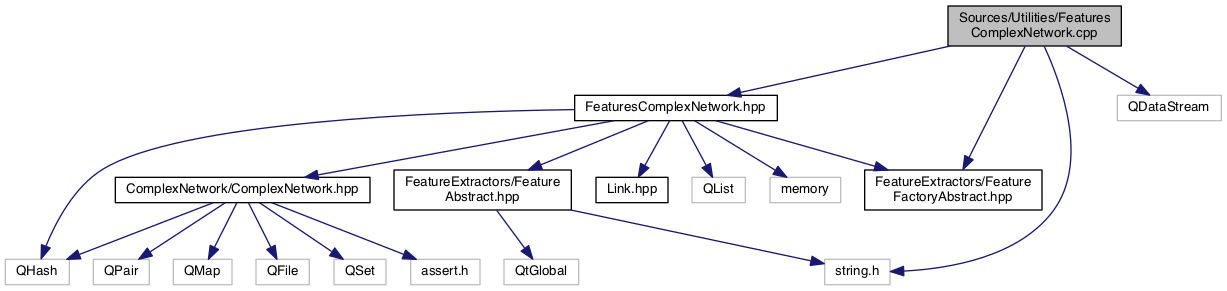 Sources/Utilities/Features
ComplexNetwork.cpp
FeaturesComplexNetwork.hpp
QDataStream
ComplexNetwork/ComplexNetwork.hpp
FeatureExtractors/Feature
Abstract.hpp
Link.hpp
QList
memory
FeatureExtractors/Feature
FactoryAbstract.hpp
QHash
QPair
QMap
QFile
QSet
assert.h
QtGlobal
string.h